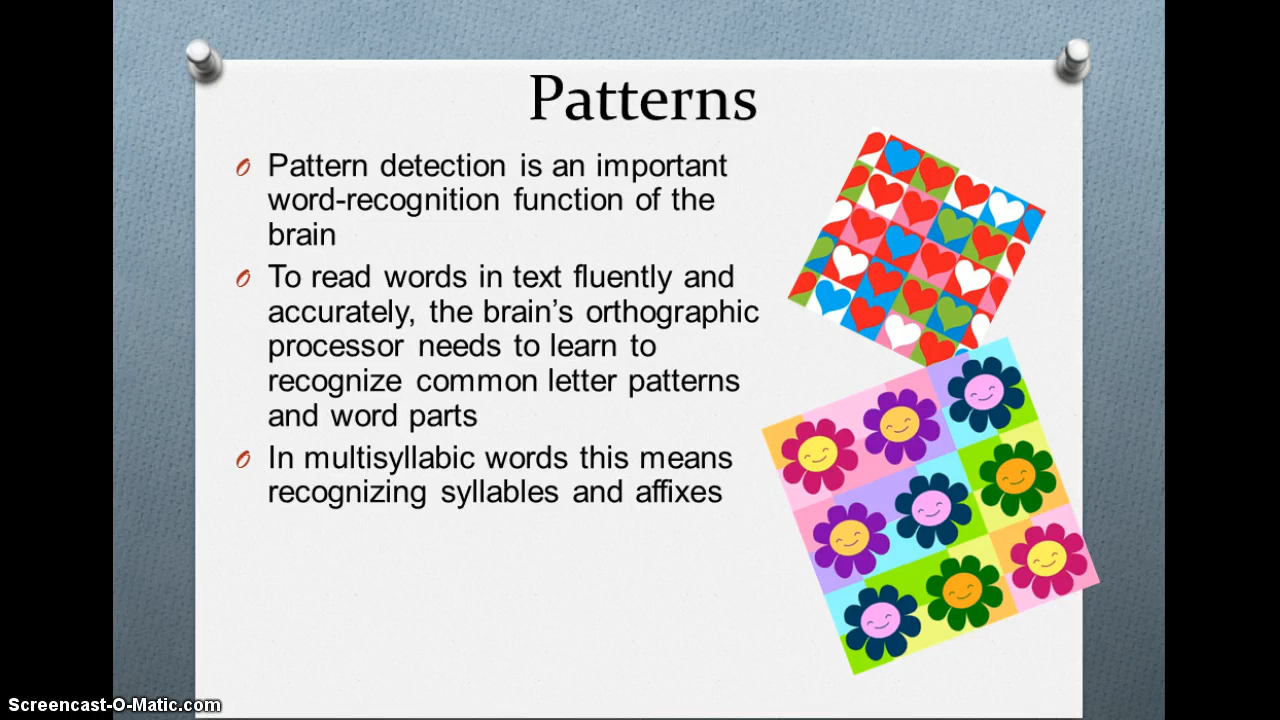 Patterns
Pattern detection is an important
word-recognition function of the
brain
To read words in text fluently and
accurately, the brain’s orthographic
processor needs to learn to
recognize common letter patterns
and word parts
In multisyllabic words this means
recognizing syllables and affixes
Screencast-O-Matic.com